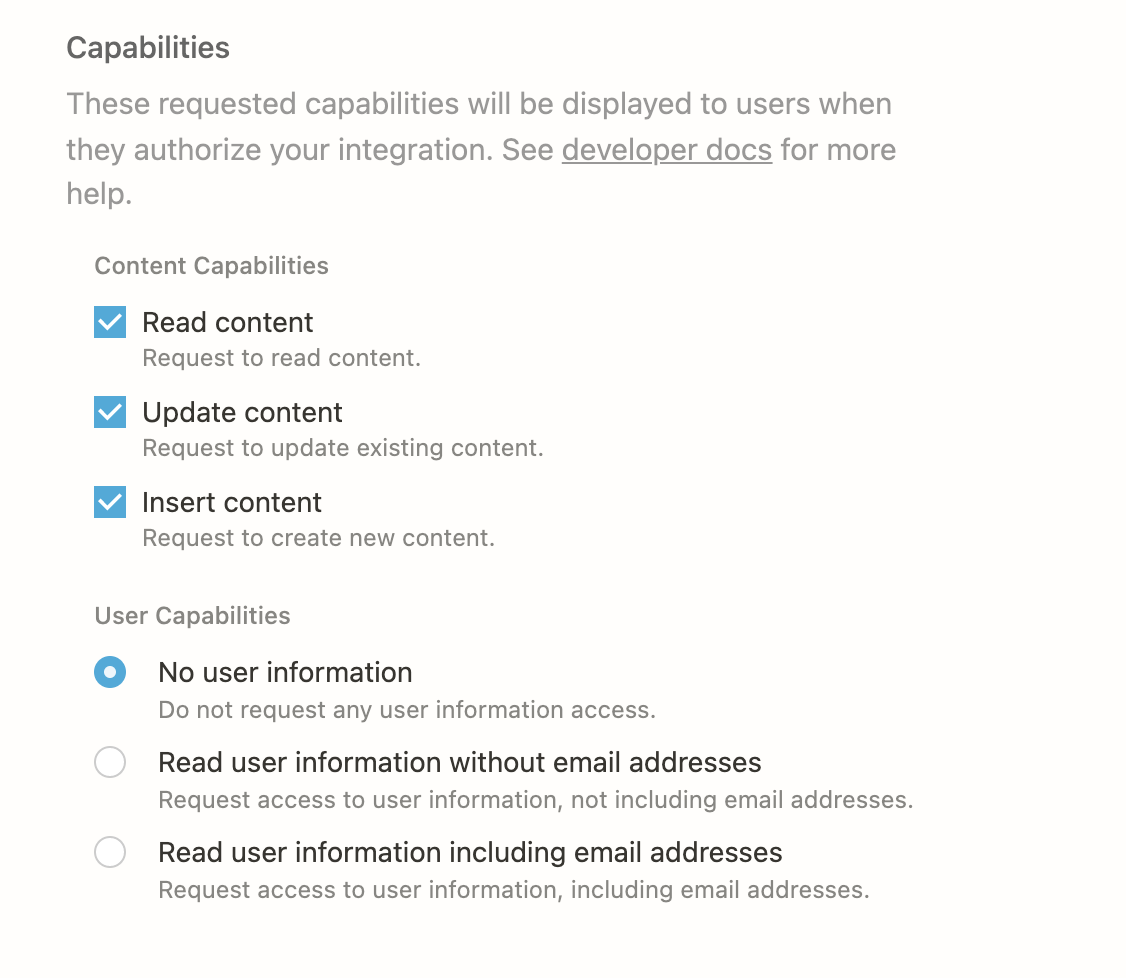 Capabilities
These requested capabilities will be displayed to users when
they authorize your integration. See developer docs for more
help.
Content Capabilities
Read content
Request to read content.
Update content
Request to update existing content.
Insert content
Request to create new content.
User Capabilities
No user information
Do not request any user information access.
Read user information without email addresses
Request access to user information, not including email addresses.
Read user information including email addresses
Request access to user information, including email addresses.